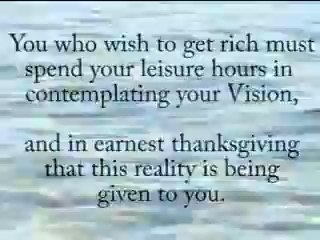 You who wish to get rich must
spend your leisure hours in
contemplating your Vision,
and in earnest thanksgiving
that this reality is being
given to you.